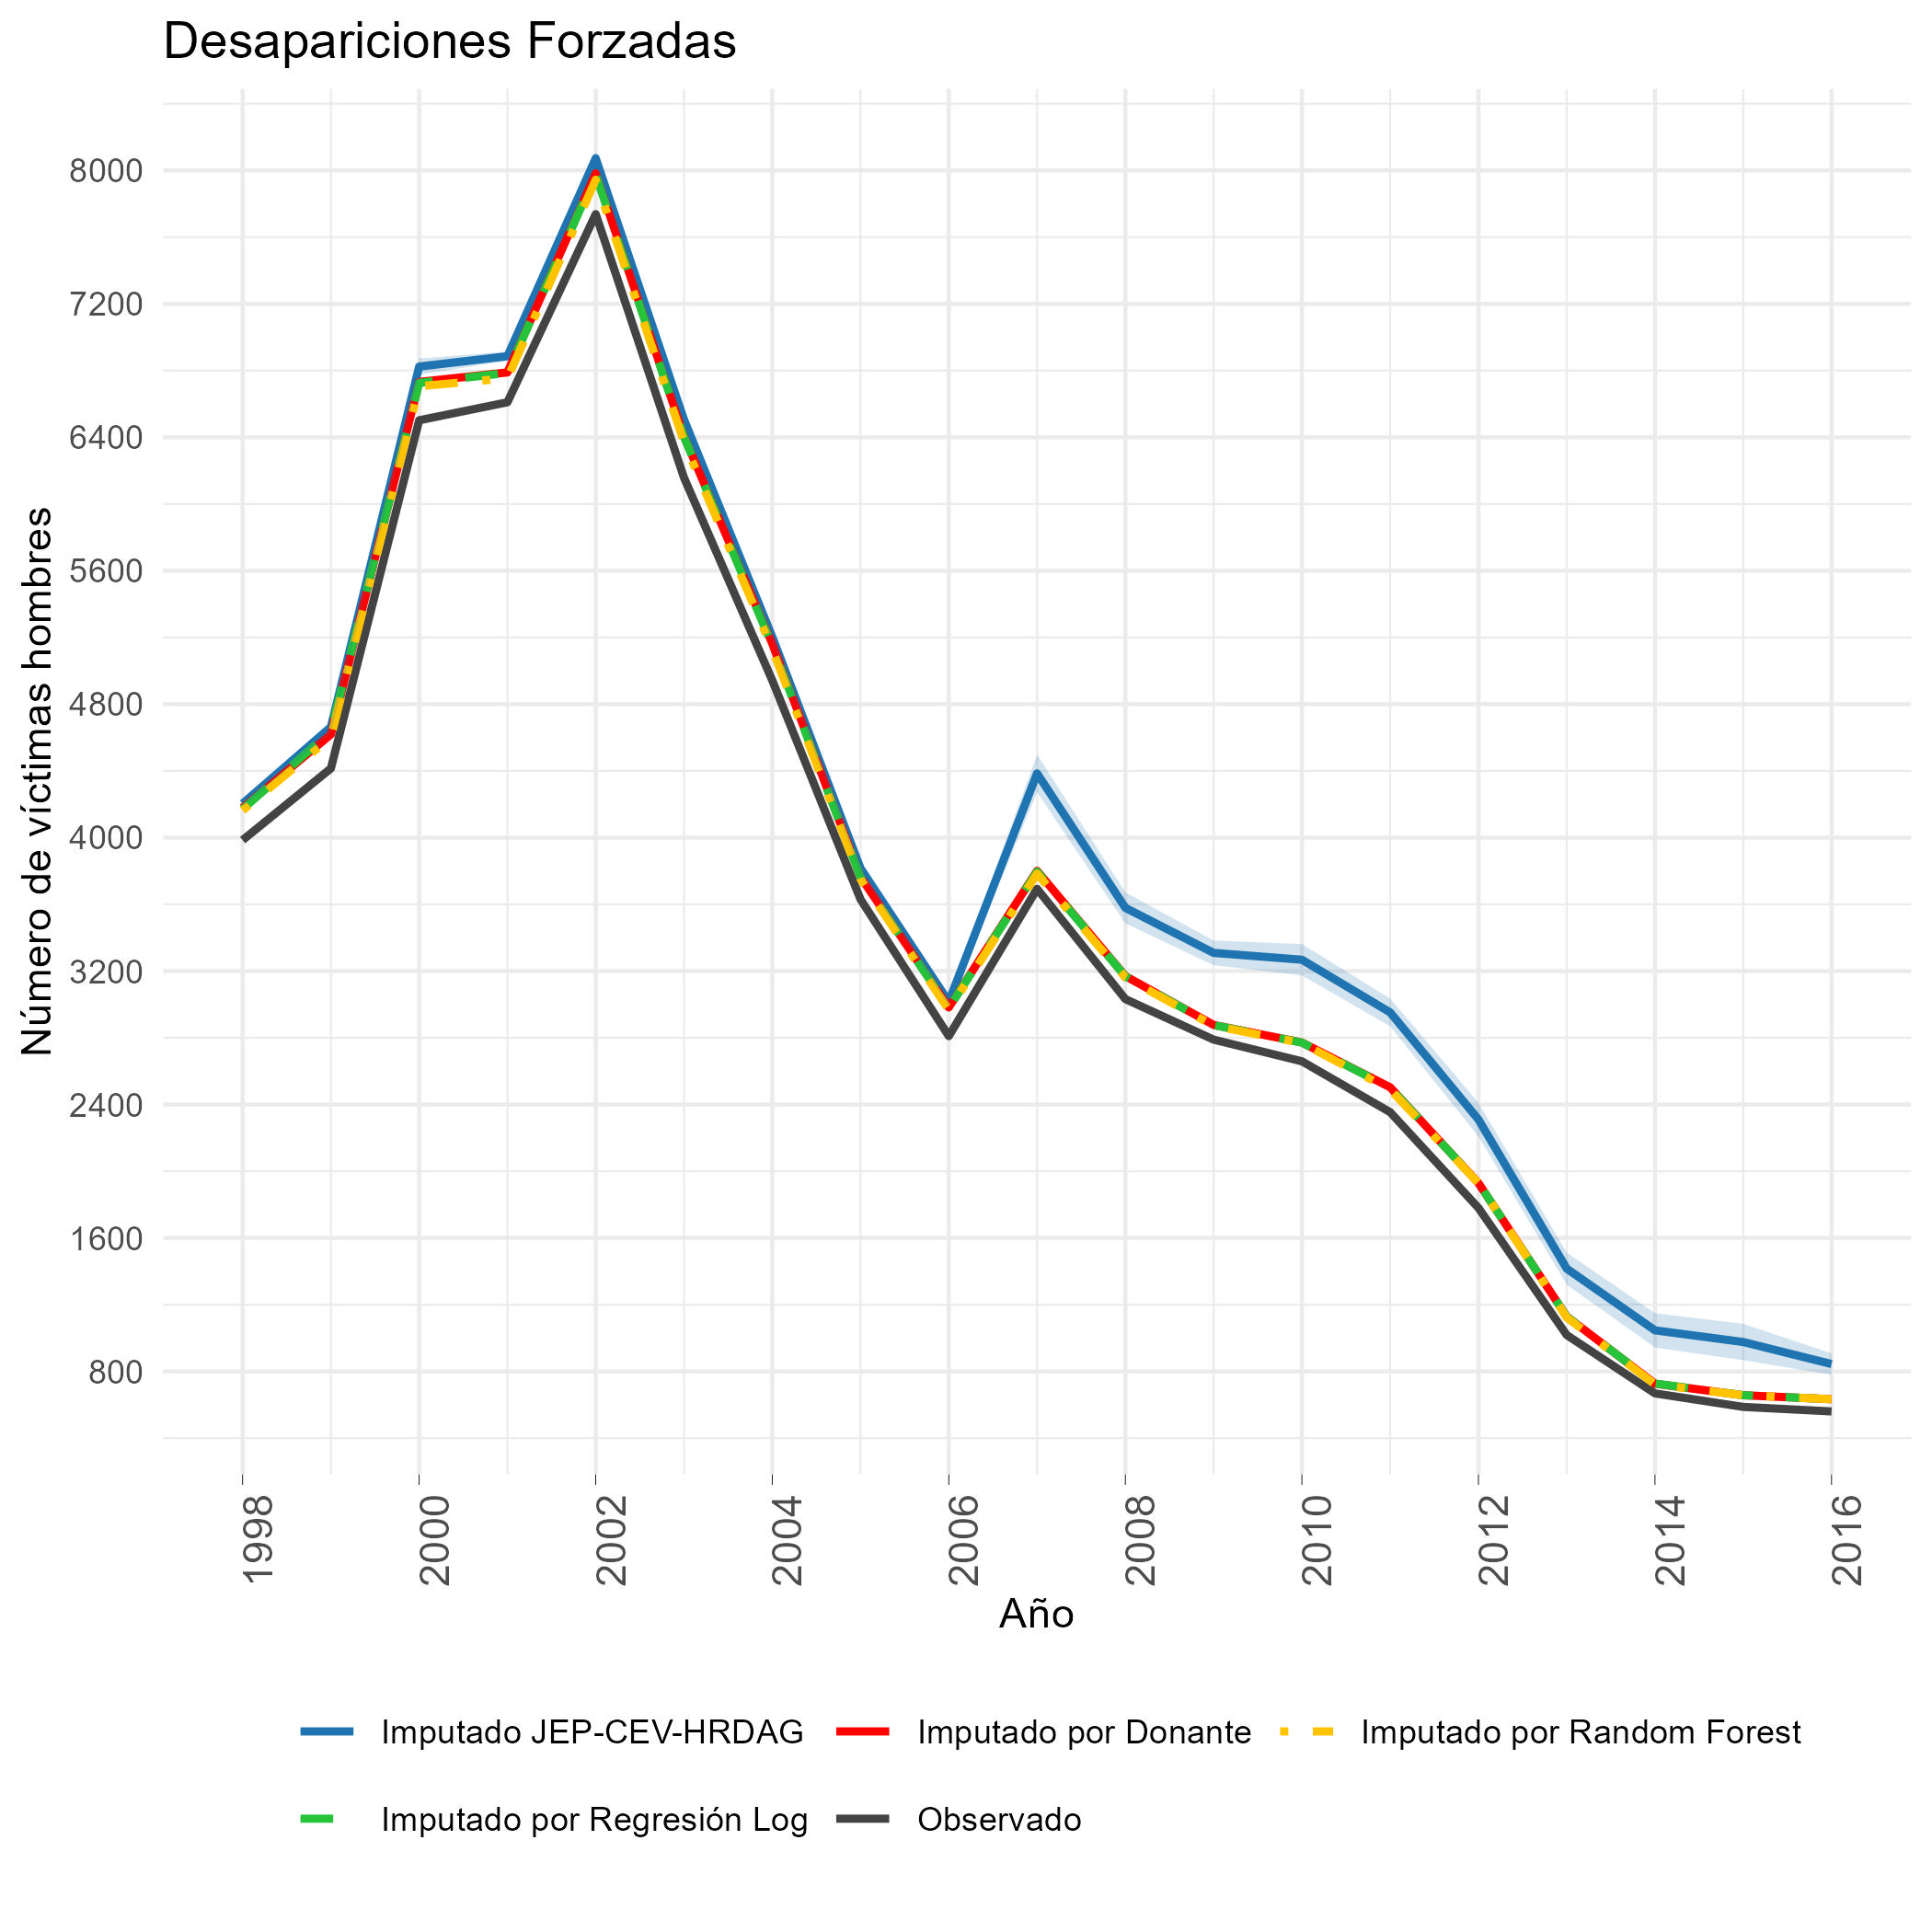 Desapariciones Forzadas
Número de víctimas hombres
8000
7200
6400
5600
4800
4000
3200
2400
1600
800
1998
2000
2002
2004
2006
2008
2010
2012
2014
2016
Año
Imputado JEP-CEV-HRDAG
Imputado por Donante
Imputado por Random Forest
Imputado por Regresión Log
Observado